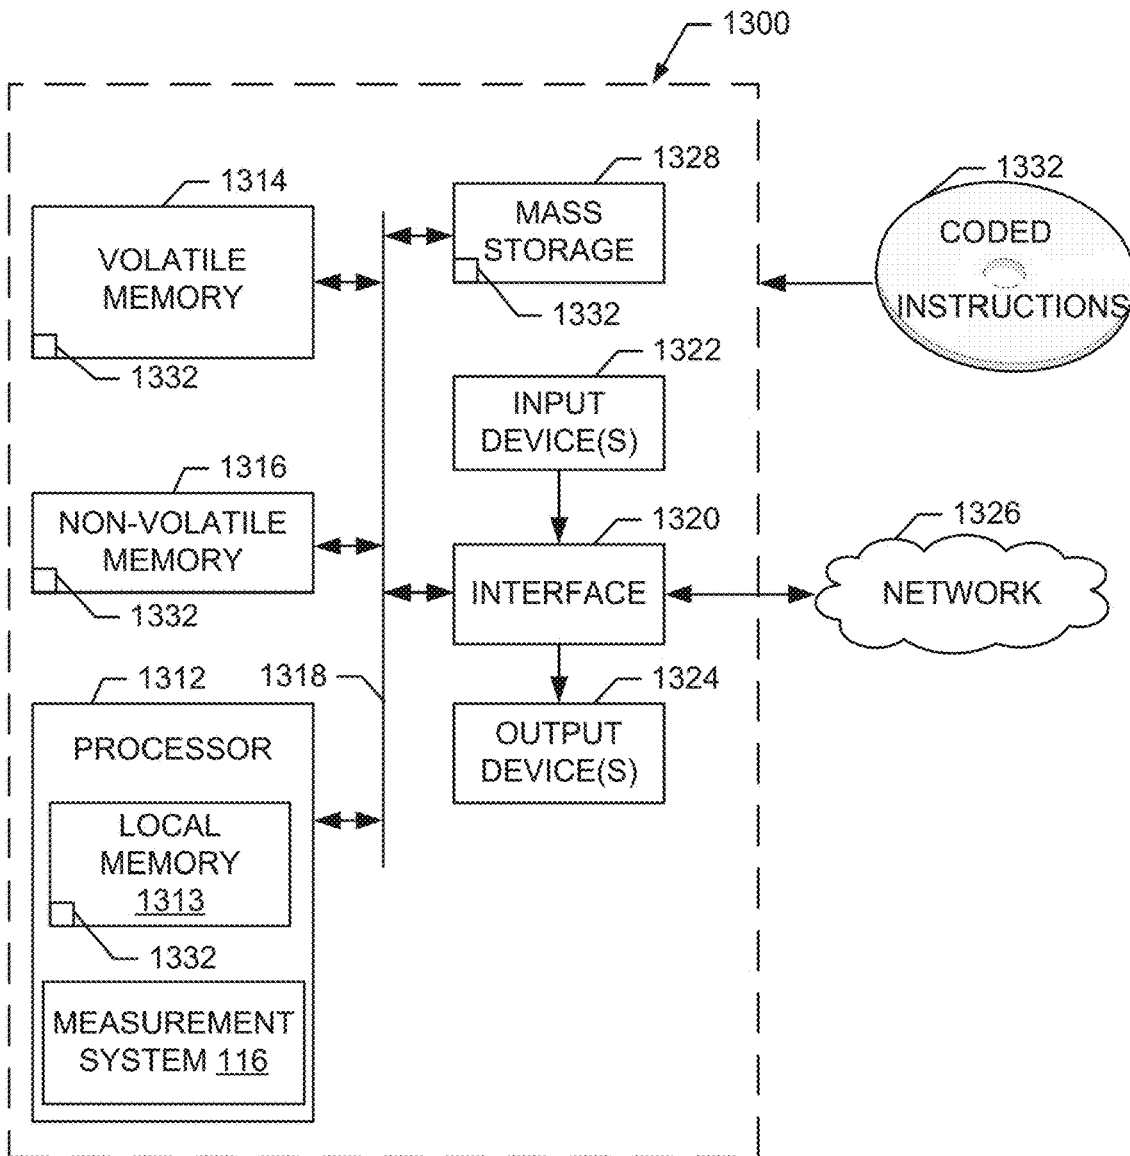 1300
1314
VOLATILE
MEMORY
1332
1328
MASS
STORAGE
1332
1332
CODED
INSTRUCTIONS
1322
INPUT
DEVICE(S)
1316
NON-VOLATILE
MEMORY
1332
1320
INTERFACE
1326
NETWORK
1312
PROCESSOR
1318
LOCAL
MEMORY
1313
1332
MEASUREMENT
SYSTEM 116
1324
OUTPUT
DEVICE(S)